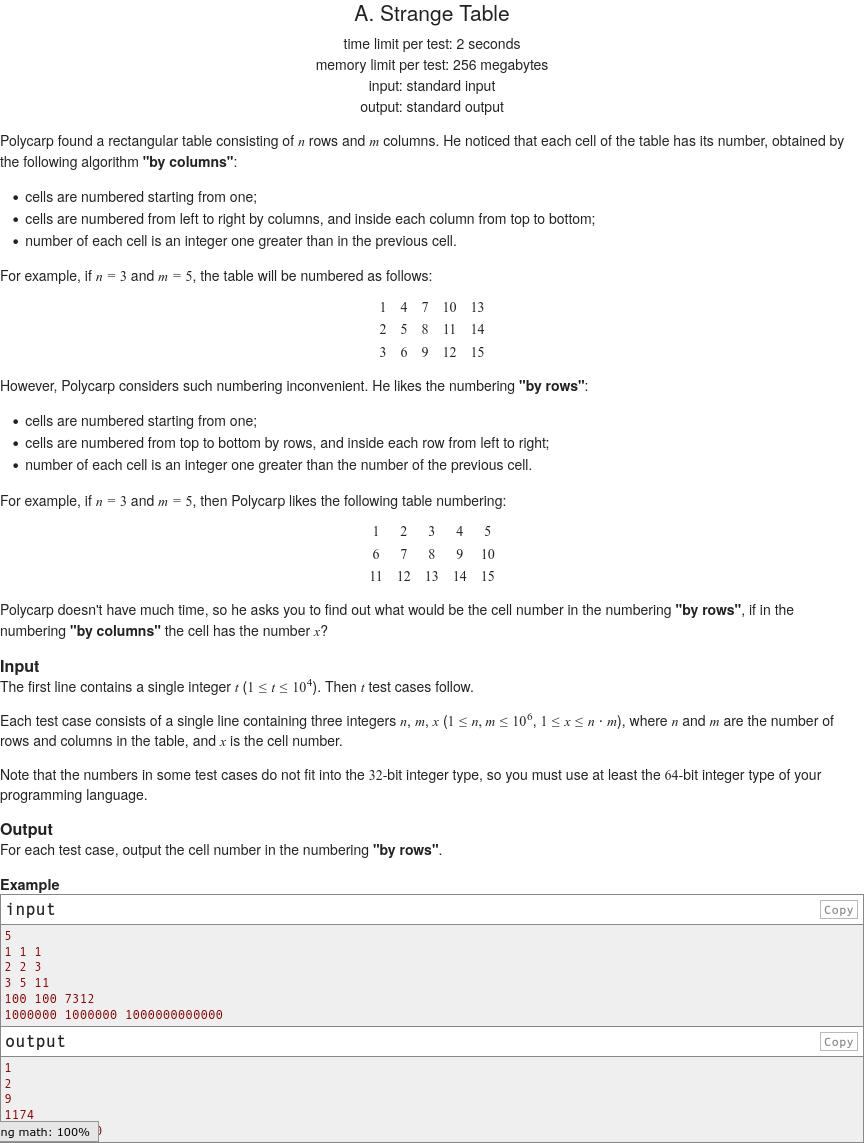 A. Strange Table
time limit per test: 2 seconds
memory limit per test: 256 megabytes
input: standard input
output: standard output
Polycarp found a rectangular table consisting of n rows and m columns. He noticed that each cell of the table has its number, obtained by
the following algorithm "by columns":
• cells are numbered starting from one;
• cells are numbered from left to right by columns, and inside each column from top to bottom;
• number of each cell is an integer one greater than in the previous cell.
For example, if n = 3 and m = 5, the table will be numbered as follows:
1 4 7 10 13
2 5 8 11 14
3 6 9 12 15
However, Polycarp considers such numbering inconvenient. He likes the numbering "by rows":
• cells are numbered starting from one;
• cells are numbered from top to bottom by rows, and inside each row from left to right;
• number of each cell is an integer one greater than the number of the previous cell.
For example, if n = 3 and m = 5, then Polycarp likes the following table numbering:
1 2 3 4 5
6 7 8 9 10
11 12 13 14 15
Polycarp doesn't have much time, so he asks you to find out what would be the cell number in the numbering "by rows", if in the
numbering "by columns" the cell has the number x?
Input
The first line contains a single integer t (1 ≤ t ≤ 10⁴). Then t test cases follow.
Each test case consists of a single line containing three integers n, m, x (1 ≤ n, m ≤ 10⁶, 1 ≤ x ≤ n · m), where n and m are the number of
rows and columns in the table, and x is the cell number.
Note that the numbers in some test cases do not fit into the 32-bit integer type, so you must use at least the 64-bit integer type of your
programming language.
Output
For each test case, output the cell number in the numbering "by rows".
Example
input Copy
5
1 1 1
2 2 3
3 5 11
100 100 7312
1000000 1000000 1000000000000
output Copy
1
2
9
1174
ng math: 100%